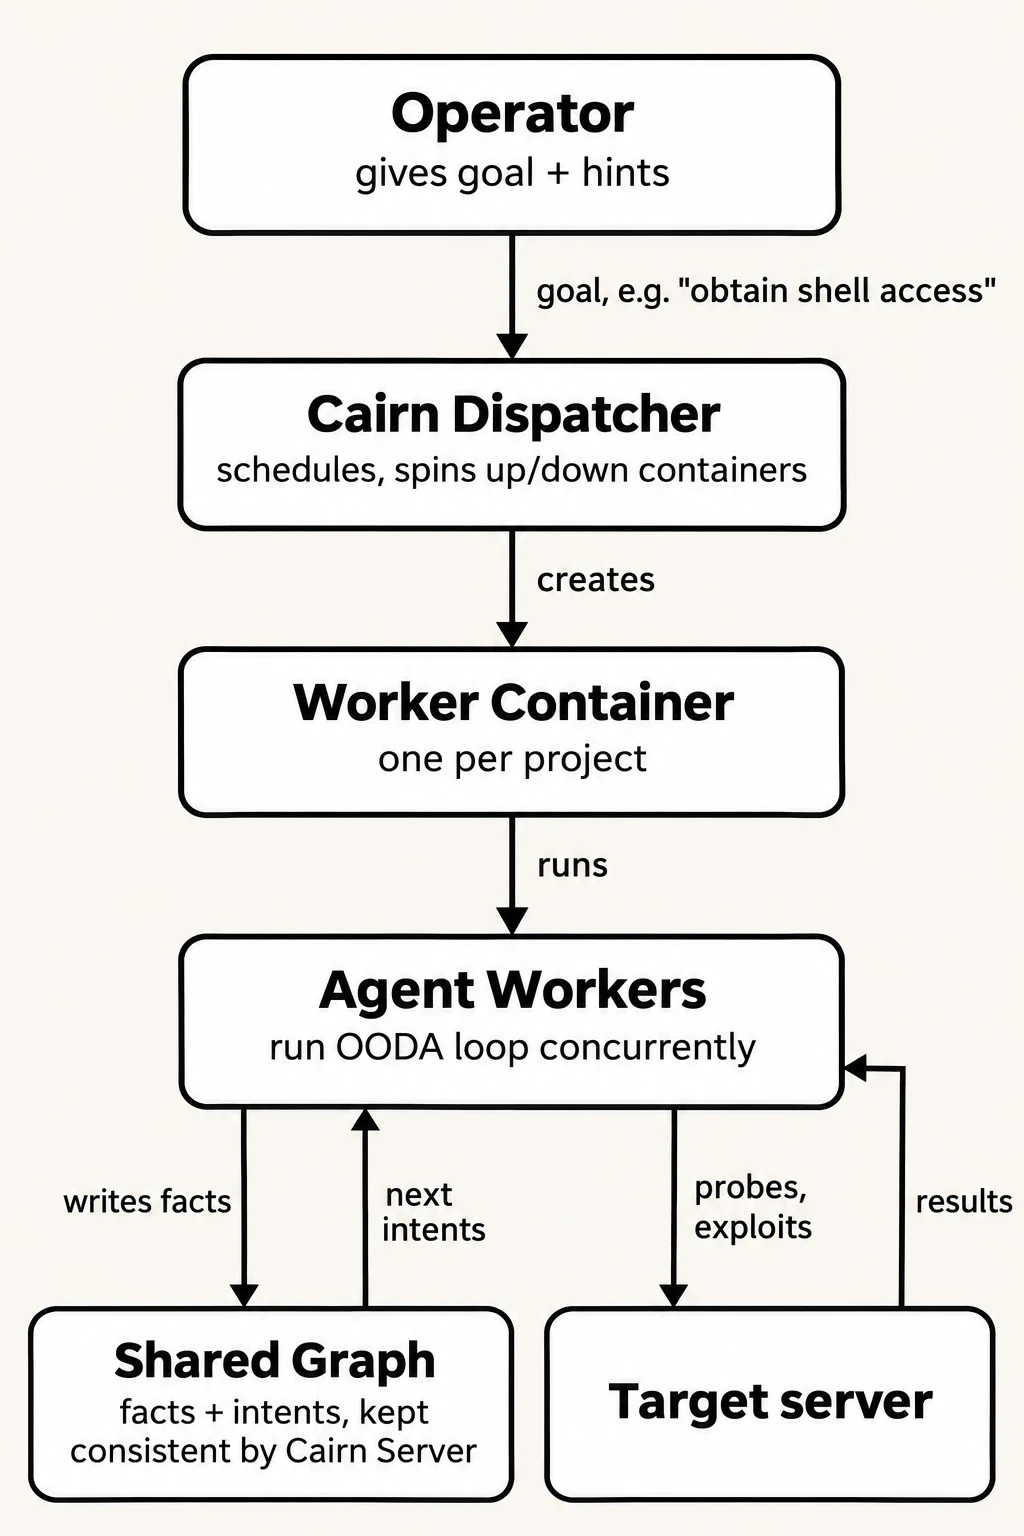 Operator
gives goal + hints
goal, e.g. "obtain shell access"
Cairn Dispatcher
schedules, spins up/down containers
creates
Worker Container
one per project
runs
Agent Workers
run OODA loop concurrently
writes facts
next
intents
probes,
exploits
results
Shared Graph
facts + intents, kept
consistent by Cairn Server
Target server